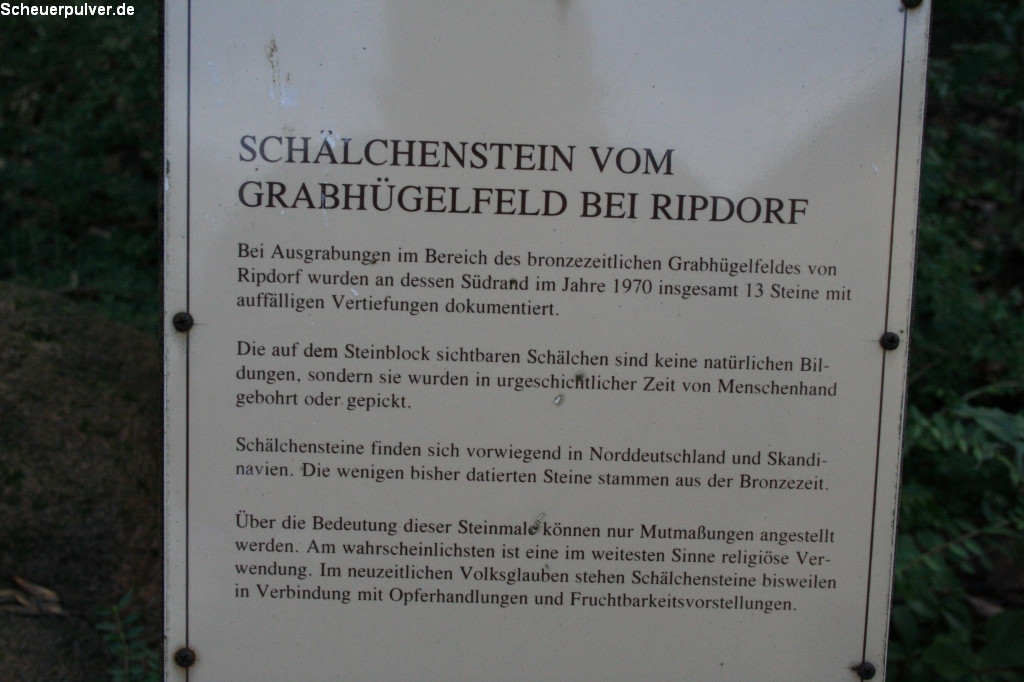 Scheuerpulver.de
SCHÄLCHENSTEIN VOM
GRABHÜGELFELD BEI RIPDORF
Bei Ausgrabungen im Bereich des bronzezeitlichen Grabhügelfeldes von
Ripdorf wurden an dessen Südrand im Jahre 1970 insgesamt 13 Steine mit
auffälligen Vertiefungen dokumentiert.
Die auf dem Steinblock sichtbaren Schälchen sind keine natürlichen Bil-
dungen, sondern sie wurden in urgeschichtlicher Zeit von Menschenhand
gebohrt oder gepickt.
Schälchensteine finden sich vorwiegend in Norddeutschland und Skandi-
navien. Die wenigen bisher datierten Steine stammen aus der Bronzezeit.
Über die Bedeutung dieser Steinmale können nur Mutmaßungen angestellt
werden. Am wahrscheinlichsten ist eine im weitesten Sinne religiöse Ver-
wendung. Im neuzeitlichen Volksglauben stehen Schälchensteine bisweilen
in Verbindung mit Opferhandlungen und Fruchtbarkeitsvorstellungen.